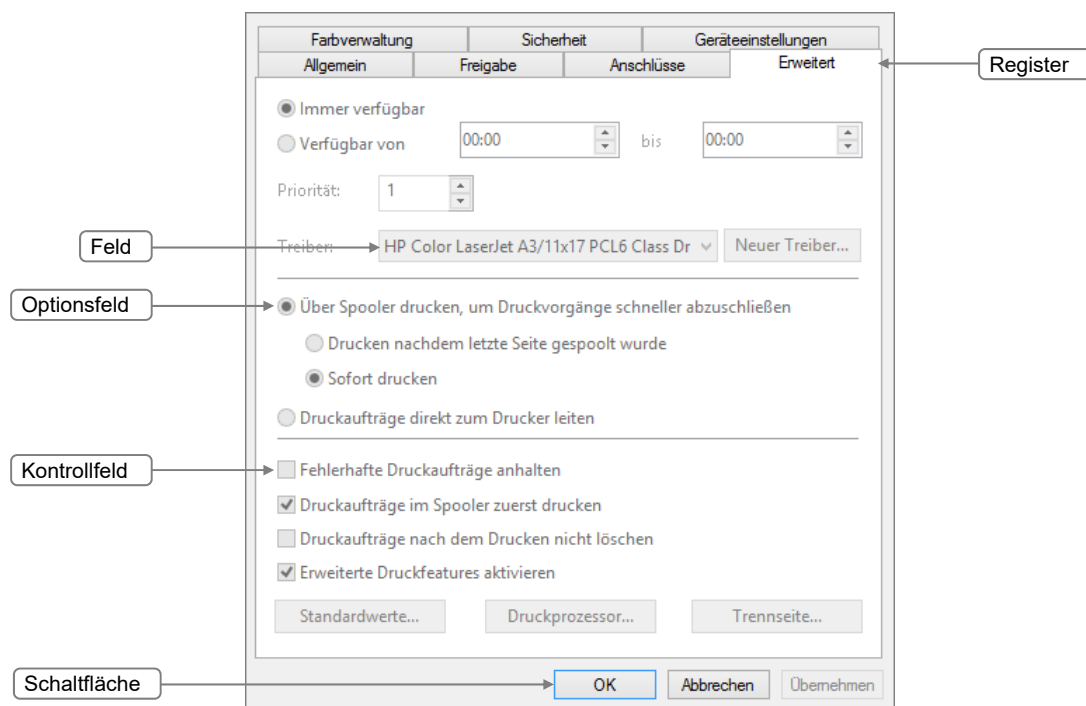 Farbverwaltung Sicherheit Geräteeinstellungen
Allgemein Freigabe Anschlüsse Erweitert
Register
Immer verfügbar
Verfügbar von 00:00 bis 00:00
Priorität: 1
Feld
Treiber: HP Color LaserJet A3/11x17 PCL6 Class Dr Neuer Treiber...
Optionsfeld
Über Spooler drucken, um Druckvorgänge schneller abzuschließen
Drucken nachdem letzte Seite gespoolt wurde
Sofort drucken
Druckaufträge direkt zum Drucker leiten
Kontrollfeld
Fehlerhafte Druckaufträge anhalten
Druckaufträge im Spooler zuerst drucken
Druckaufträge nach dem Drucken nicht löschen
Erweiterte Druckfeatures aktivieren
Standardwerte... Druckprozessor... Trennseite...
Schaltfläche
OK Abbrechen Übernehmen